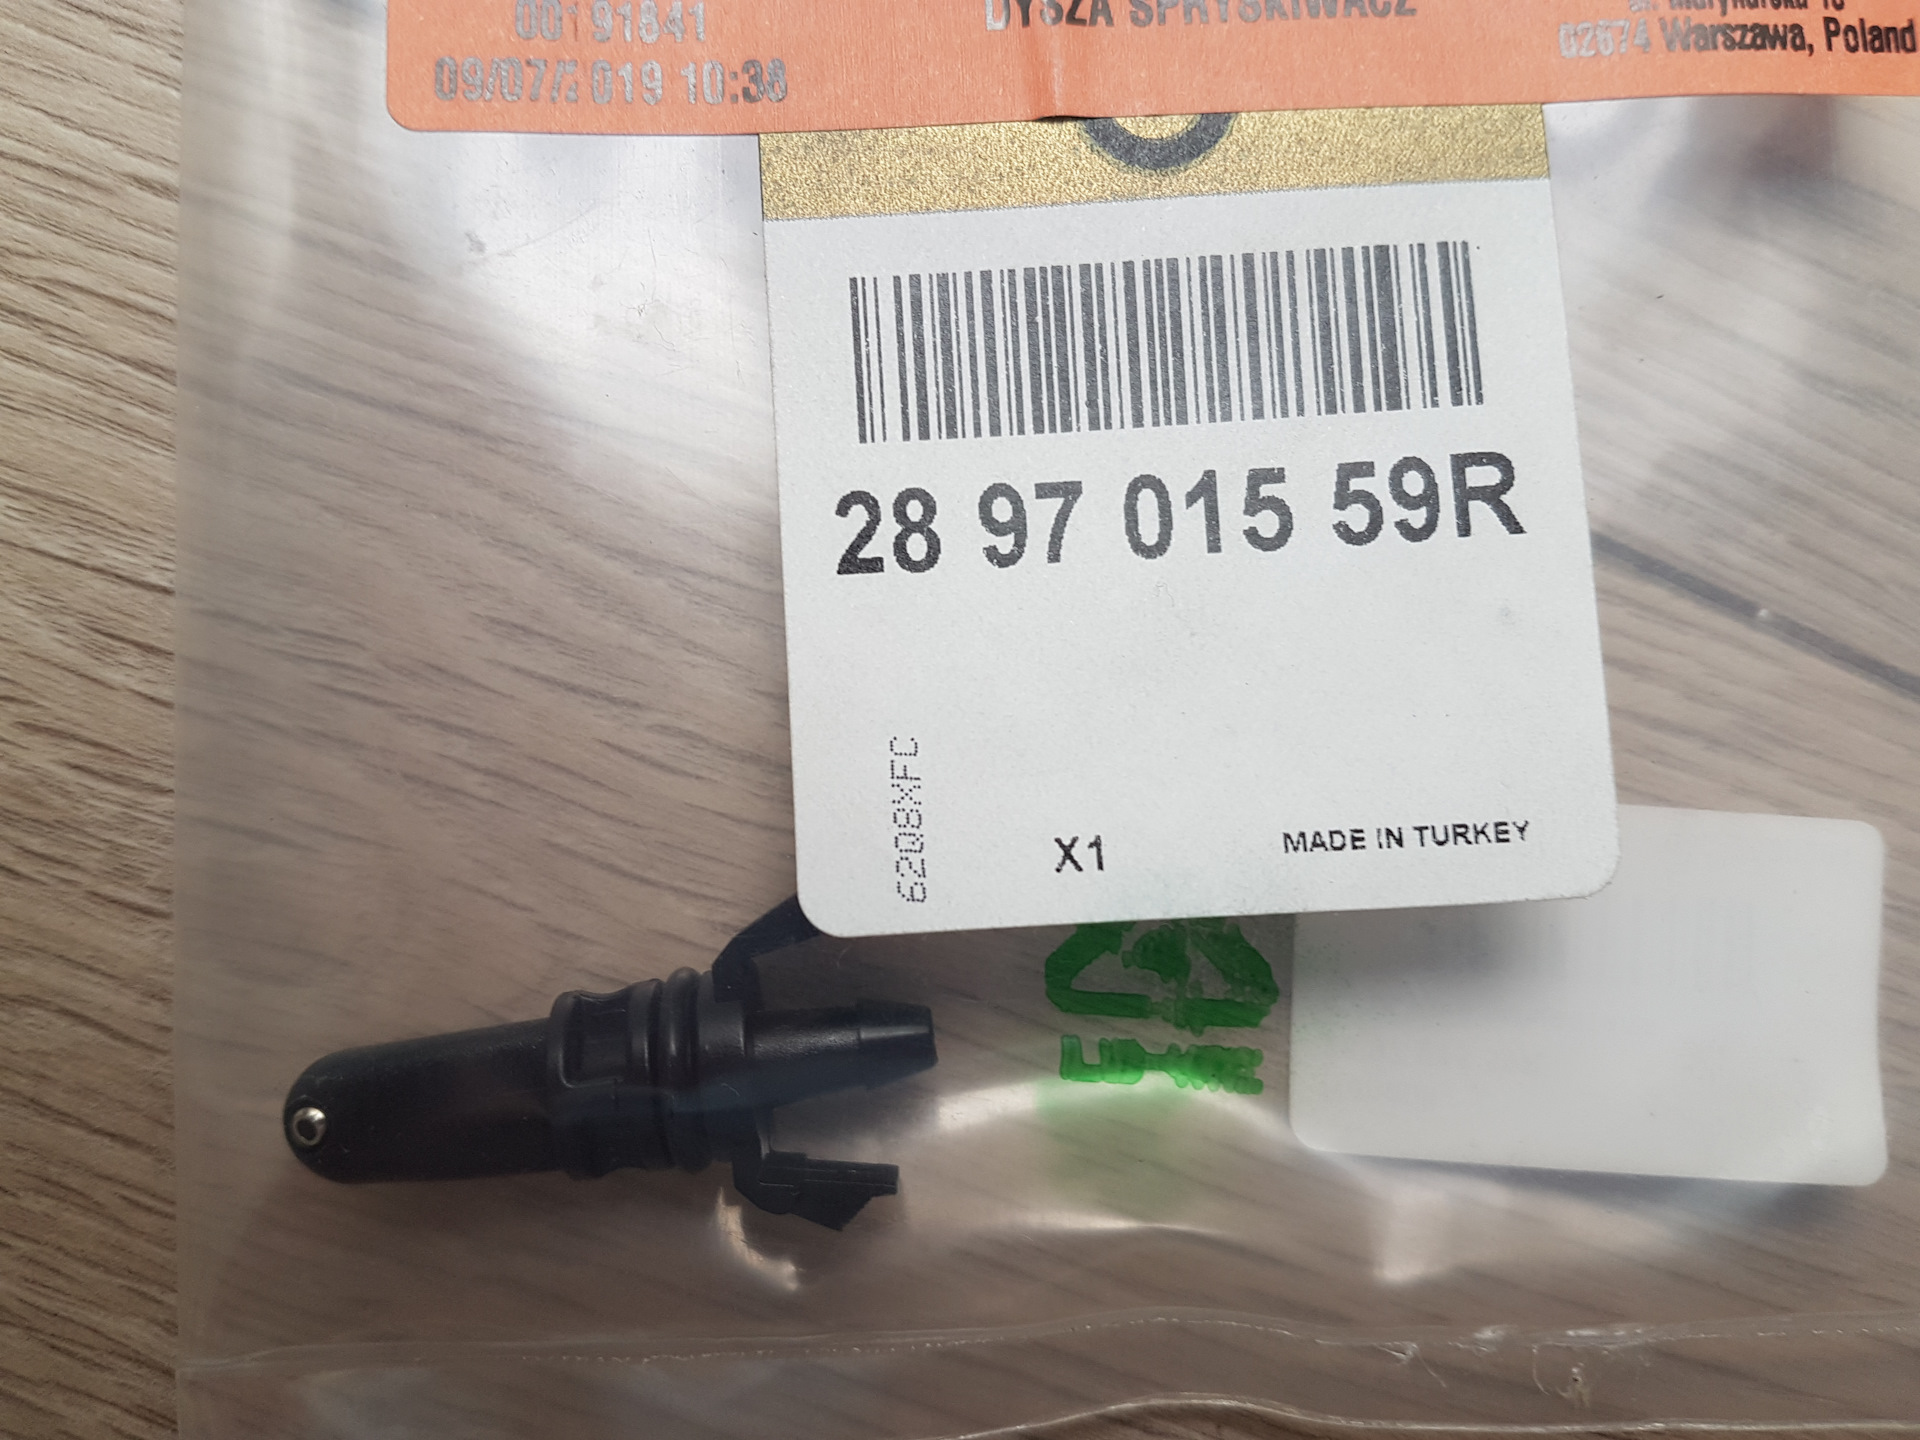 00191841
DYSZA SPRYSKIWACZ
09/07/2019 10:38
02674 Warszawa, Poland
28 97 015 59R
62Q8XFC
X1
MADE IN TURKEY